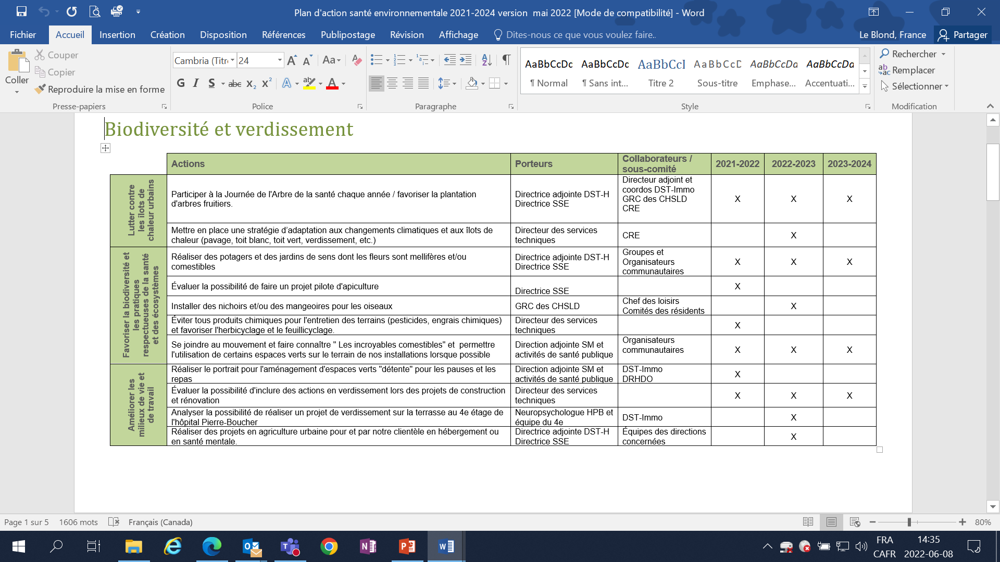 Plan d'action santé environnementale 2021-2024 version  mai 2022 [Mode de compatibilité] - Word
Fichier
Accueil
Insertion
Création
Disposition
Références
Publipostage
Révision
Affichage
Dites-nous ce que vous voulez faire..
Le Blond, France
Partager
Coller
Couper
Copier
Reproduire la mise en forme
Presse-papiers
Cambria (Titr
24
Police
Paragraphe
AaBbCcDc
¶ Normal
AaBbCcDc
¶ Sans int...
AaBbCcI
Titre 2
AaBbCcD
Sous-titre
AaBbCcDa
Emphase...
AaBbCcDa
Accentuati...
Style
Rechercher
Remplacer
Sélectionner
Modification
Biodiversité et verdissement
Actions
Porteurs
Collaborateurs /
sous-comité
2021-2022
2022-2023
2023-2024
Lutter contre
les îlots de
chaleur urbains
Participer à la Journée de l'Arbre de la santé chaque année / favoriser la plantation
d'arbres fruitiers.
Directrice adjointe DST-H
Directrice SSE
Directeur adjoint et
coordos DST-Immo
GRC des CHSLD
CRE
X
X
X
Mettre en place une stratégie d’adaptation aux changements climatiques et aux îlots de
chaleur (pavage, toit blanc, toit vert, verdissement, etc.)
Directeur des services
techniques
CRE
X
Favoriser la biodiversité et
les pratiques
respectueuses de la santé
et des écosystèmes
Réaliser des potagers et des jardins de sens dont les fleurs sont mellifères et/ou
comestibles
Directrice adjointe DST-H
Directrice SSE
Groupes et
Organisateurs
communautaires
X
X
X
Évaluer la possibilité de faire un projet pilote d'apiculture
Directrice SSE
X
Installer des nichoirs et/ou des mangeoires pour les oiseaux
GRC des CHSLD
Chef des loisirs
Comités des résidents
X
Éviter tous produits chimiques pour l'entretien des terrains (pesticides, engrais chimiques)
et favoriser l'herbicyclage et le feuillicyclage.
Directeur des services
techniques
X
Se joindre au mouvement et faire connaître " Les incroyables comestibles" et  permettre
l'utilisation de certains espaces verts sur le terrain de nos installations lorsque possible
Direction adjointe SM et
activités de santé publique
Organisateurs
communautaires
X
X
X
Améliorer les
milieux de vie et
de travail
Réaliser le portrait pour l'aménagement d'espaces verts "détente" pour les pauses et les
repas
Direction adjointe SM et
activités de santé publique
DST-Immo
DRHDO
X
Évaluer la possibilité d'inclure des actions en verdissement lors des projets de construction
et rénovation
Directeur des services
techniques
X
X
X
Analyser la possibilité de réaliser un projet de verdissement sur la terrasse au 4e étage de
l'hôpital Pierre-Boucher
Neuropsychologue HPB et
équipe du 4e
DST-Immo
X
Réaliser des projets en agriculture urbaine pour et par notre clientèle en hébergement ou
en santé mentale.
Directrice adjointe DST-H
Directrice SSE
Équipes des directions
concernées
X
Page 1 sur 5
1606 mots
Français (Canada)
80%
FRA
CAFR
14:35
2022-06-08